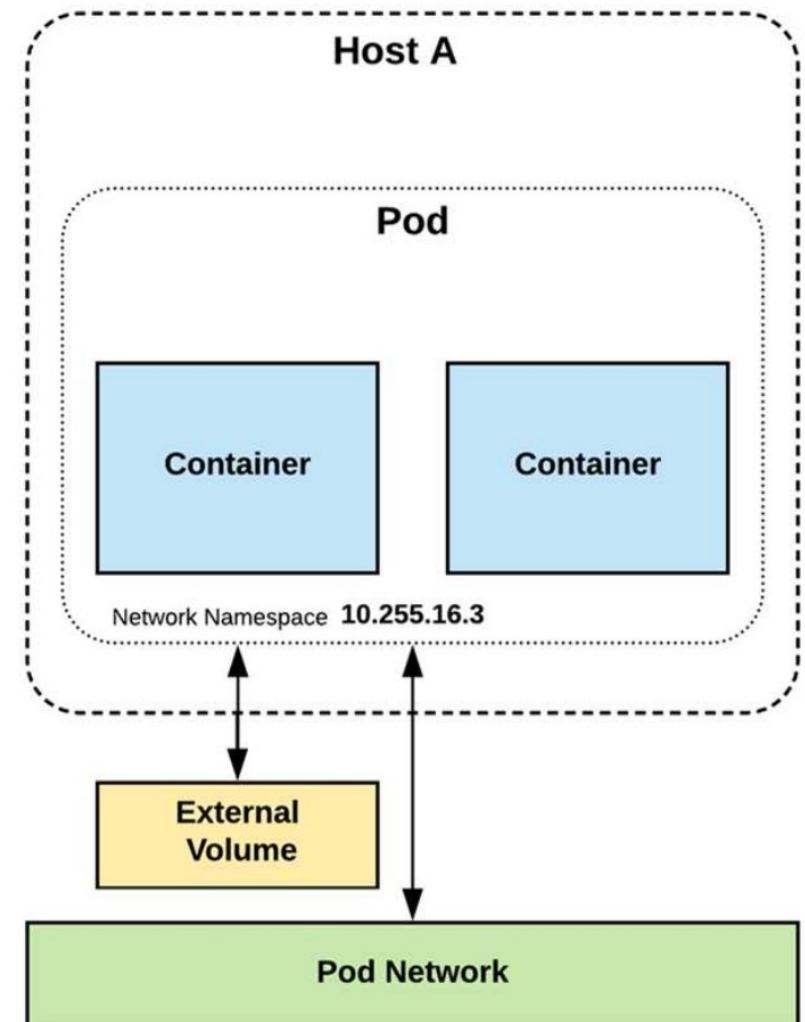 Host A
Pod
Container
Container
Network Namespace 10.255.16.3
External
Volume
Pod Network